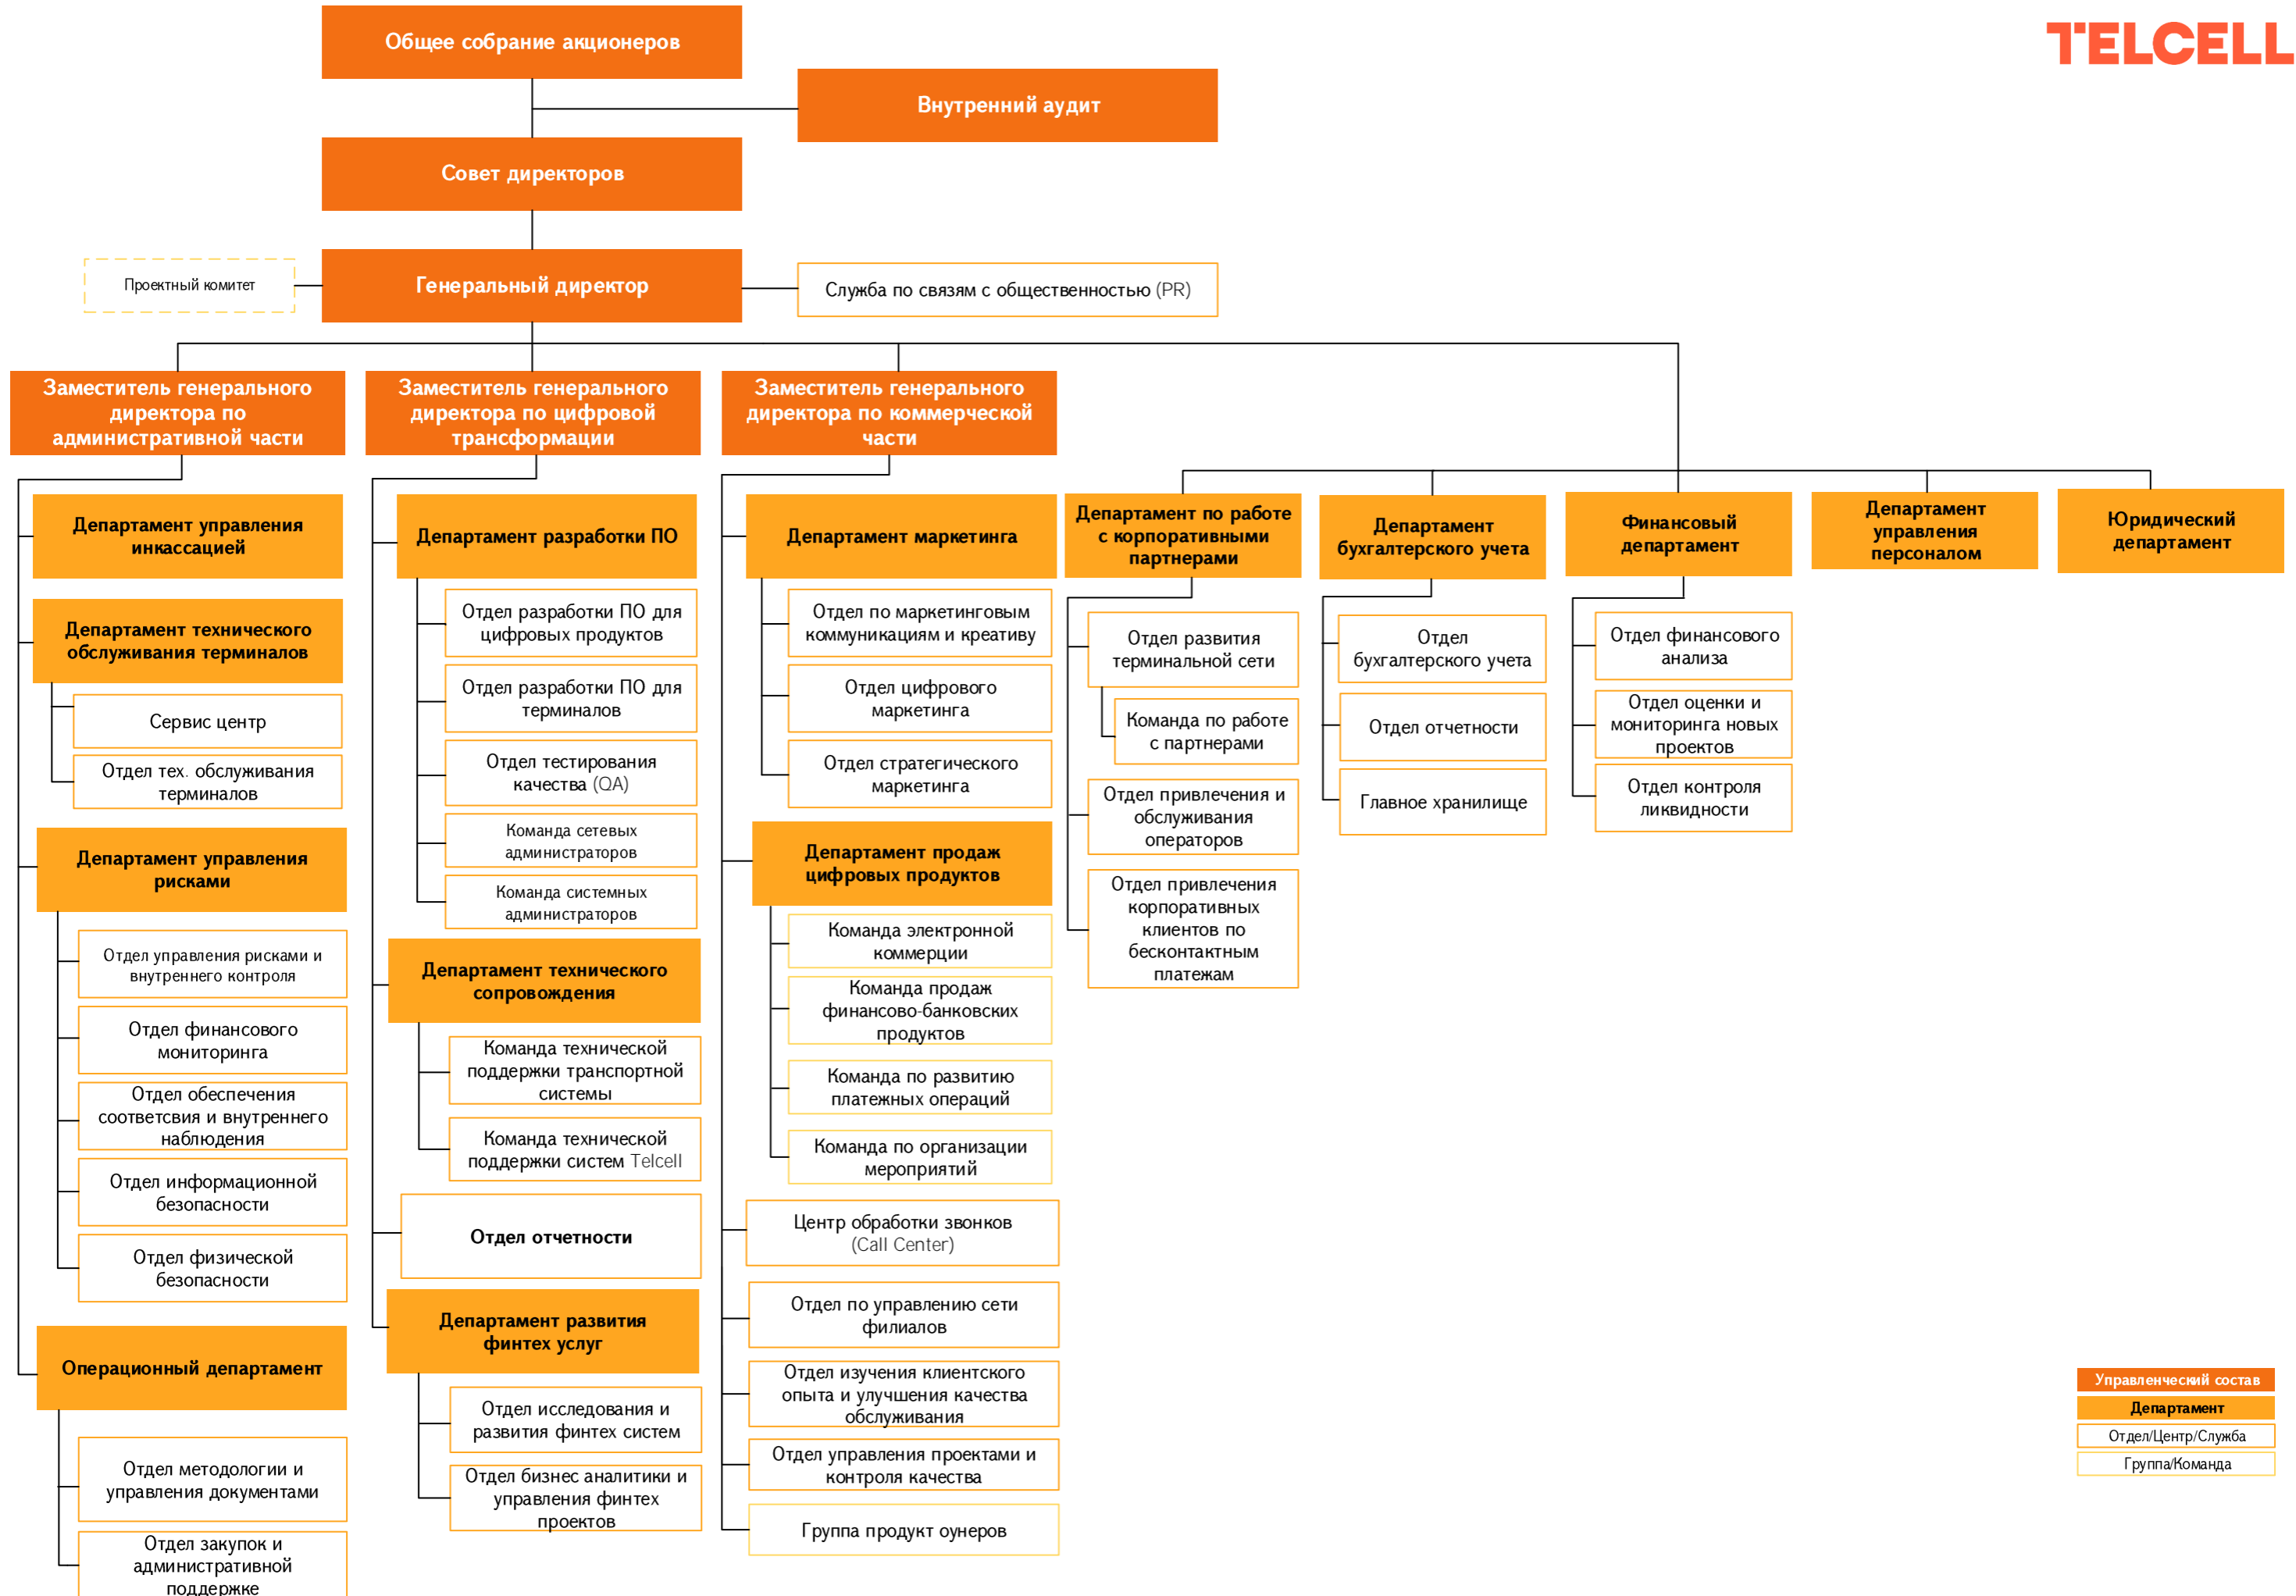 TELCELL
Общее собрание акционеров
Внутренний аудит
Совет директоров
Проектный комитет
Генеральный директор
Служба по связям с общественностью (PR)
Заместитель генерального
директора по
административной части
Заместитель генерального
директора по цифровой
трансформации
Заместитель генерального
директора по коммерческой
части
Департамент управления
инкассацией
Департамент технического
обслуживания терминалов
Сервис центр
Отдел тех. обслуживания
терминалов
Департамент управления
рисками
Отдел управления рисками и
внутреннего контроля
Отдел финансового
мониторинга
Отдел обеспечения
соответсвия и внутреннего
наблюдения
Отдел информационной
безопасности
Отдел физической
безопасности
Операционный департамент
Отдел методологии и
управления документами
Отдел закупок и
административной
поддержке
Департамент разработки ПО
Отдел разработки ПО для
цифровых продуктов
Отдел разработки ПО для
терминалов
Отдел тестирования
качества (QA)
Команда сетевых
администраторов
Команда системных
администраторов
Департамент технического
сопровождения
Команда технической
поддержки транспортной
системы
Команда технической
поддержки систем Telcell
Отдел отчетности
Департамент развития
финтех услуг
Отдел исследования и
развития финтех систем
Отдел бизнес аналитики и
управления финтех
проектов
Департамент маркетинга
Отдел по маркетинговым
коммуникациям и креативу
Отдел цифрового
маркетинга
Отдел стратегического
маркетинга
Департамент продаж
цифровых продуктов
Команда электронной
коммерции
Команда продаж
финансово-банковских
продуктов
Команда по развитию
платежных операций
Команда по организации
мероприятий
Центр обработки звонков
(Call Center)
Отдел по управлению сети
филиалов
Отдел изучения клиентского
опыта и улучшения качества
обслуживания
Отдел управления проектами и
контроля качества
Группа продукт оунеров
Департамент по работе
с корпоративными
партнерами
Отдел развития
терминальной сети
Команда по работе
с партнерами
Отдел привлечения и
обслуживания
операторов
Отдел привлечения
корпоративных
клиентов по
бесконтактным
платежам
Департамент
бухгалтерского учета
Отдел
бухгалтерского учета
Отдел отчетности
Главное хранилище
Финансовый
департамент
Отдел финансового
анализа
Отдел оценки и
мониторинга новых
проектов
Отдел контроля
ликвидности
Департамент
управления
персоналом
Юридический
департамент
Управленческий состав
Департамент
Отдел/Центр/Служба
Группа/Команда